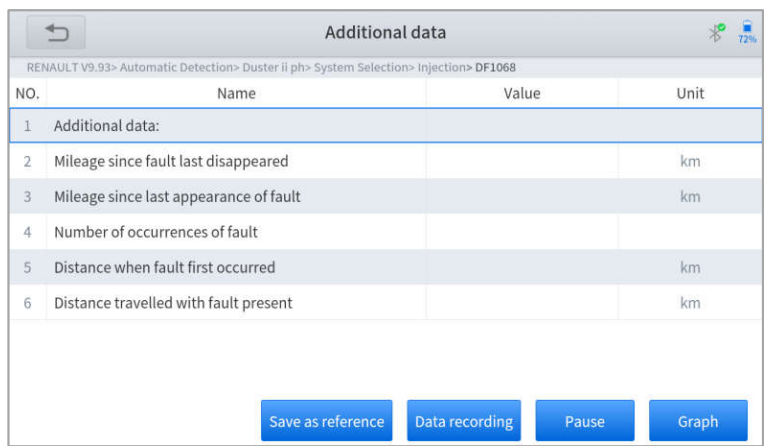 Additional data
72%
RENAULT V9.93> Automatic Detection> Duster ii ph> System Selection> Injection> DF1068
NO. Name Value Unit
1 Additional data:
2 Mileage since fault last disappeared km
3 Mileage since last appearance of fault km
4 Number of occurrences of fault
5 Distance when fault first occurred km
6 Distance travelled with fault present km
Save as reference Data recording Pause Graph